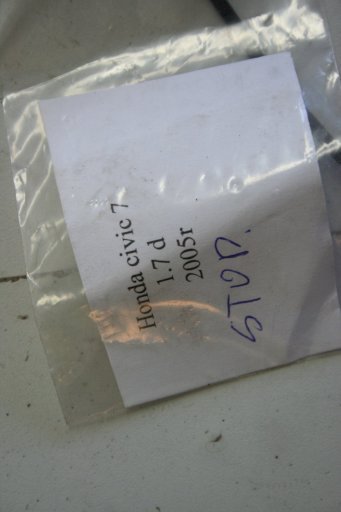 Honda civic 7
1.7 d
2005r
STOP.